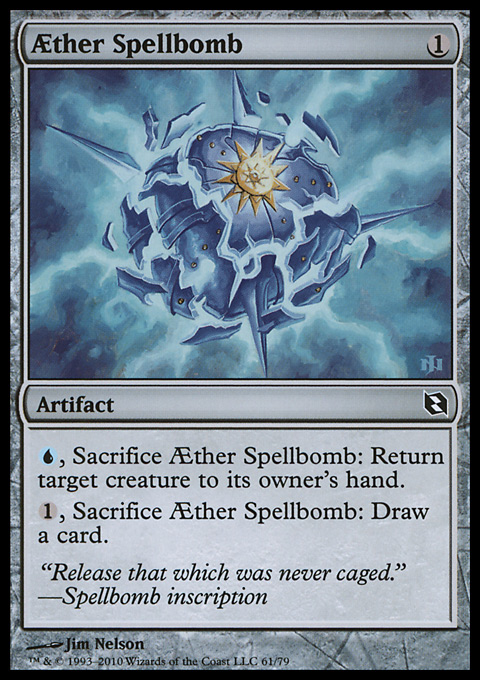 Æther Spellbomb 1
Artifact
, Sacrifice Æther Spellbomb: Return
target creature to its owner's hand.
1, Sacrifice Æther Spellbomb: Draw
a card.
“Release that which was never caged.”
—Spellbomb inscription
Jim Nelson
™ & © 1993–2010 Wizards of the Coast LLC 61/79